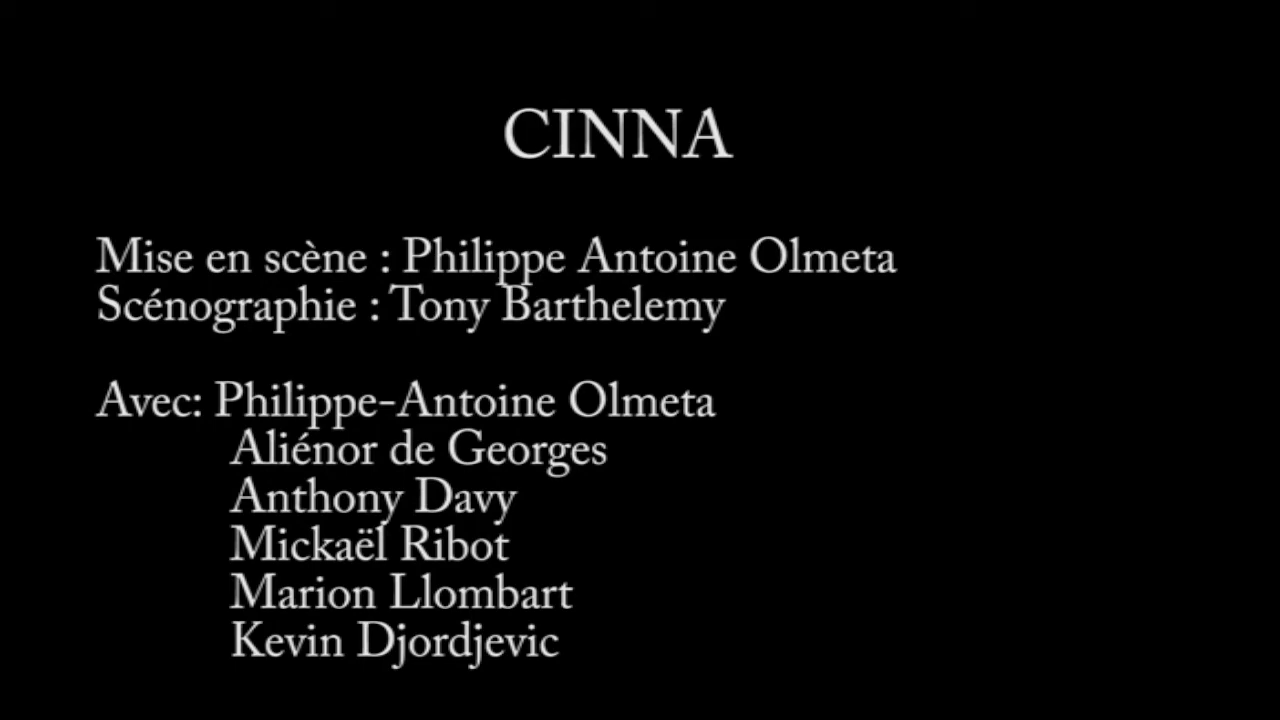 CINNA
Mise en scène : Philippe Antoine Olmeta
Scénographie : Tony Barthelemy
Avec: Philippe-Antoine Olmeta
Aliénor de Georges
Anthony Davy
Mickaël Ribot
Marion Llombart
Kevin Djordjevic